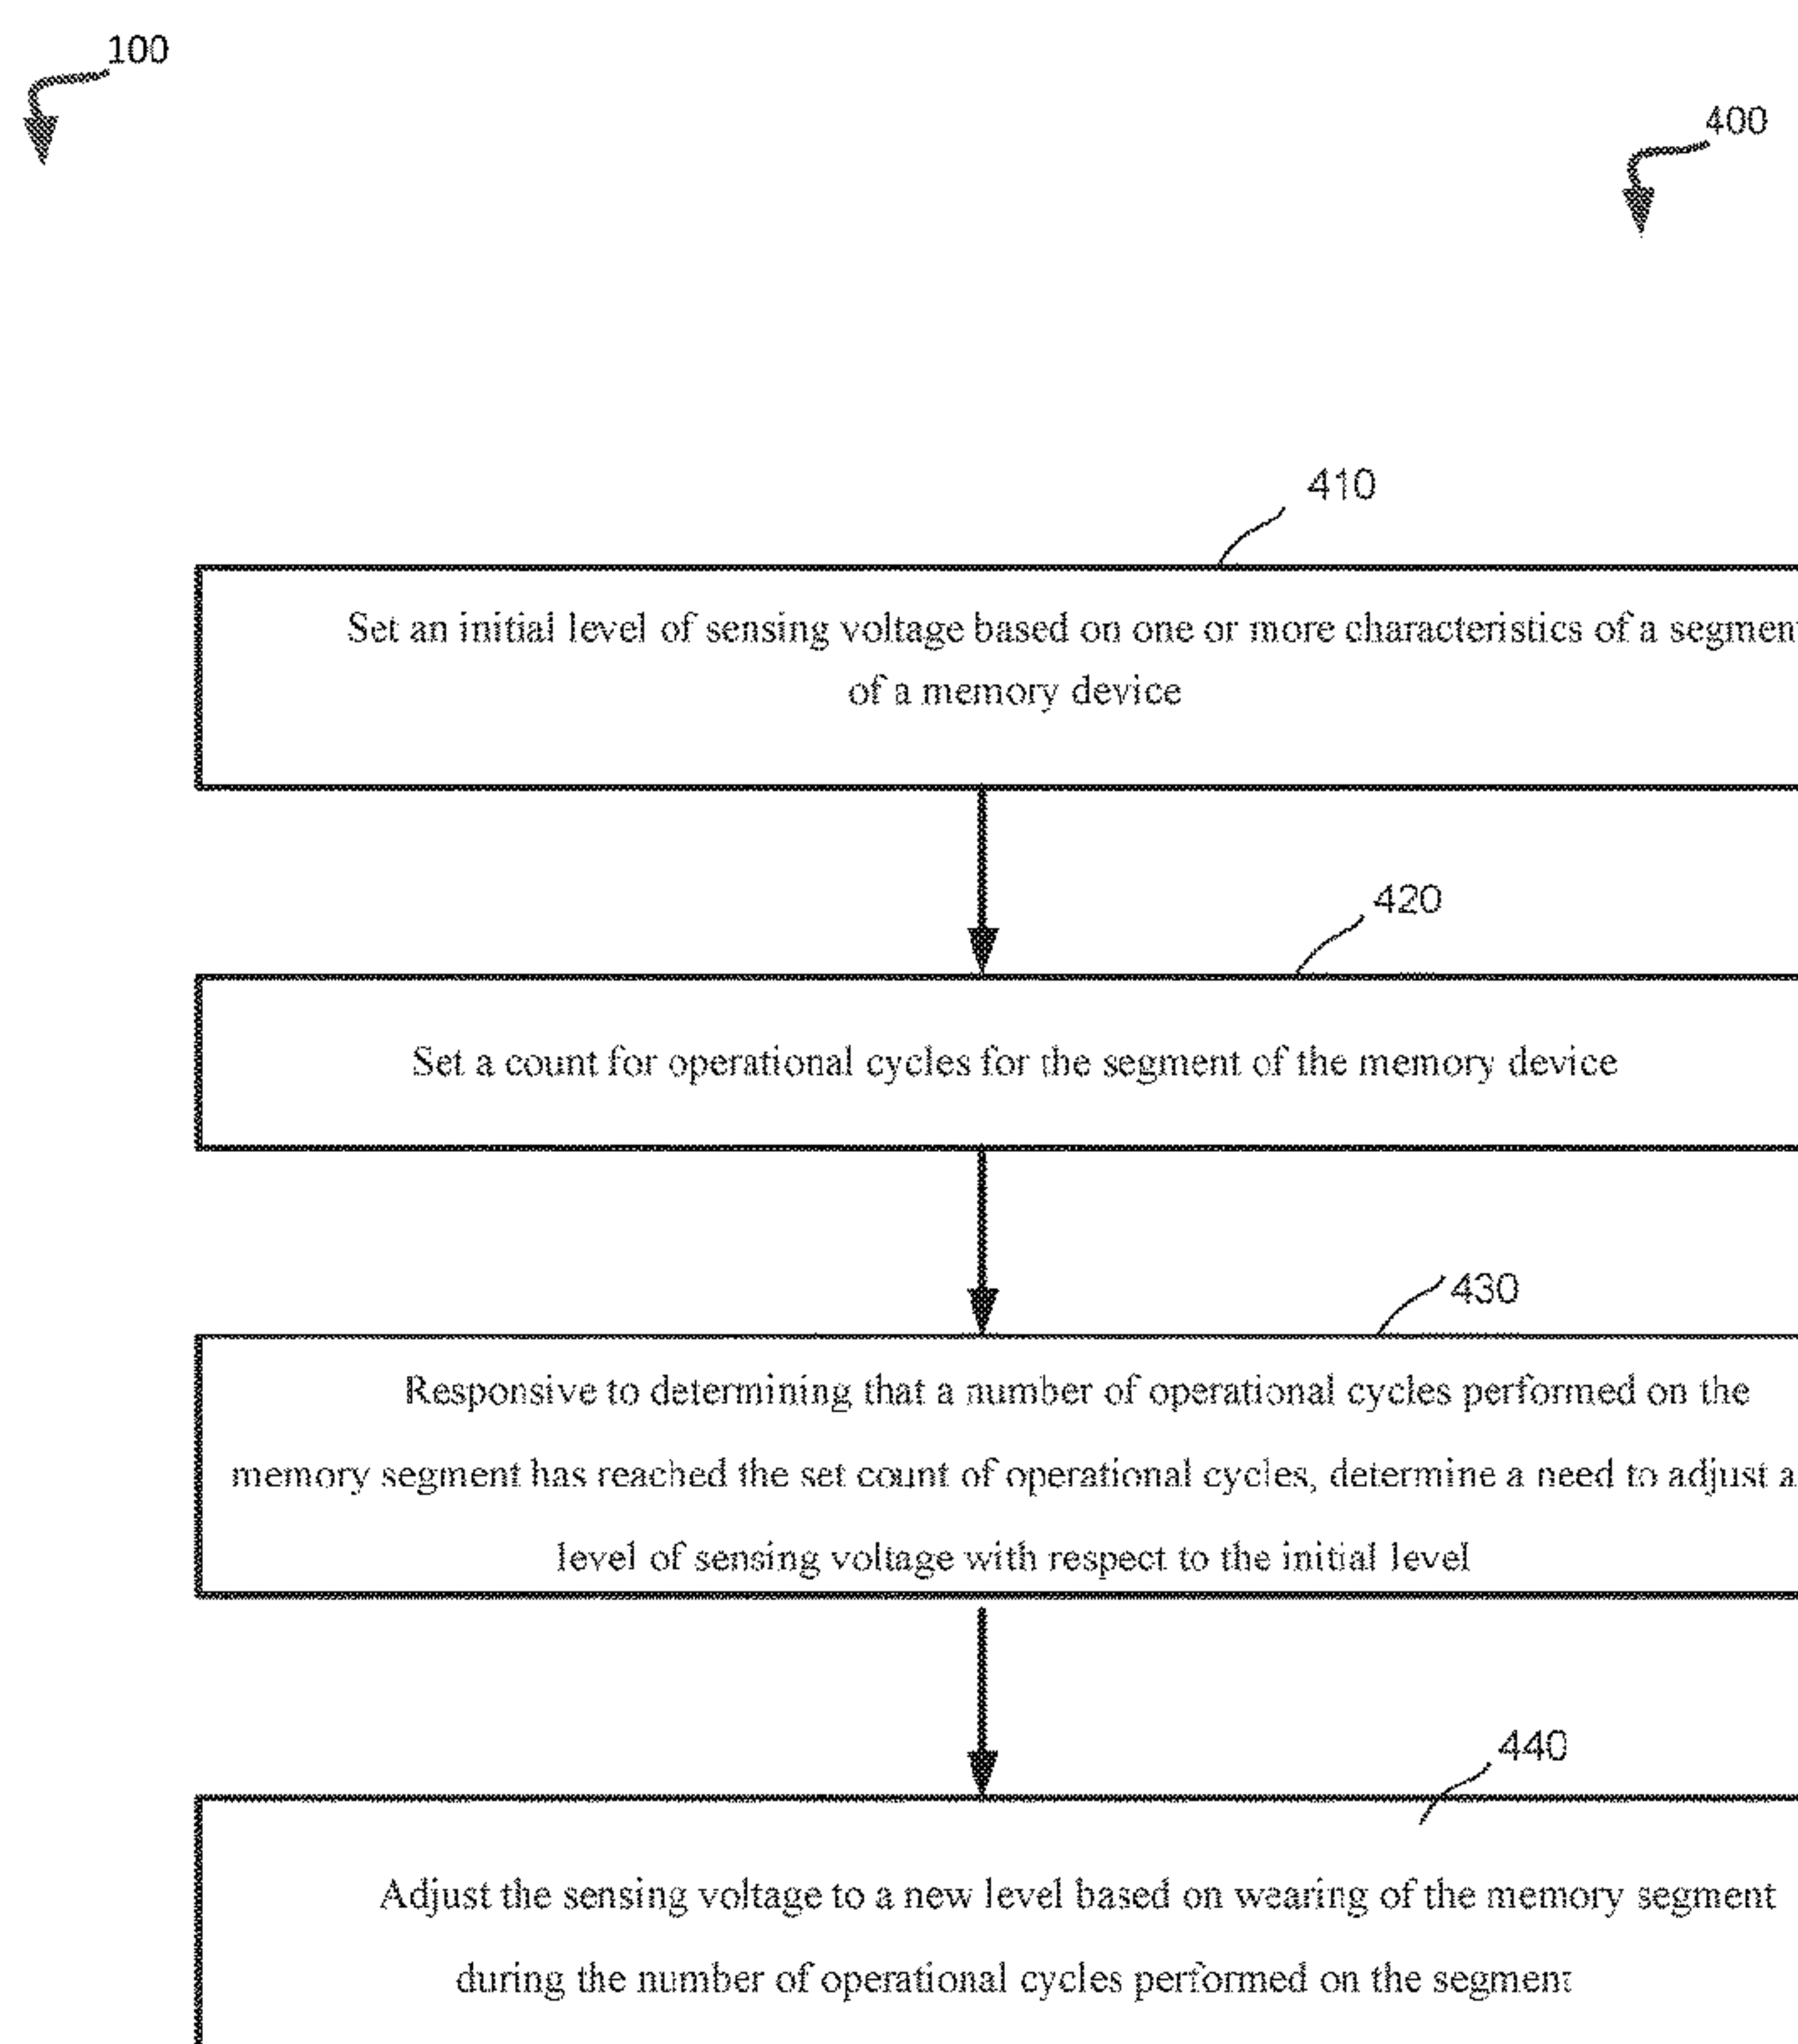 100
400
410
Set an initial level of sensing voltage based on one or more characteristics of a segment
of a memory device
420
Set a count for operational cycles for the segment of the memory device
430
Responsive to determining that a number of operational cycles performed on the
memory segment has reached the set count of operational cycles, determine a need to adjust a
level of sensing voltage with respect to the initial level
440
Adjust the sensing voltage to a new level based on wearing of the memory segment
during the number of operational cycles performed on the segment